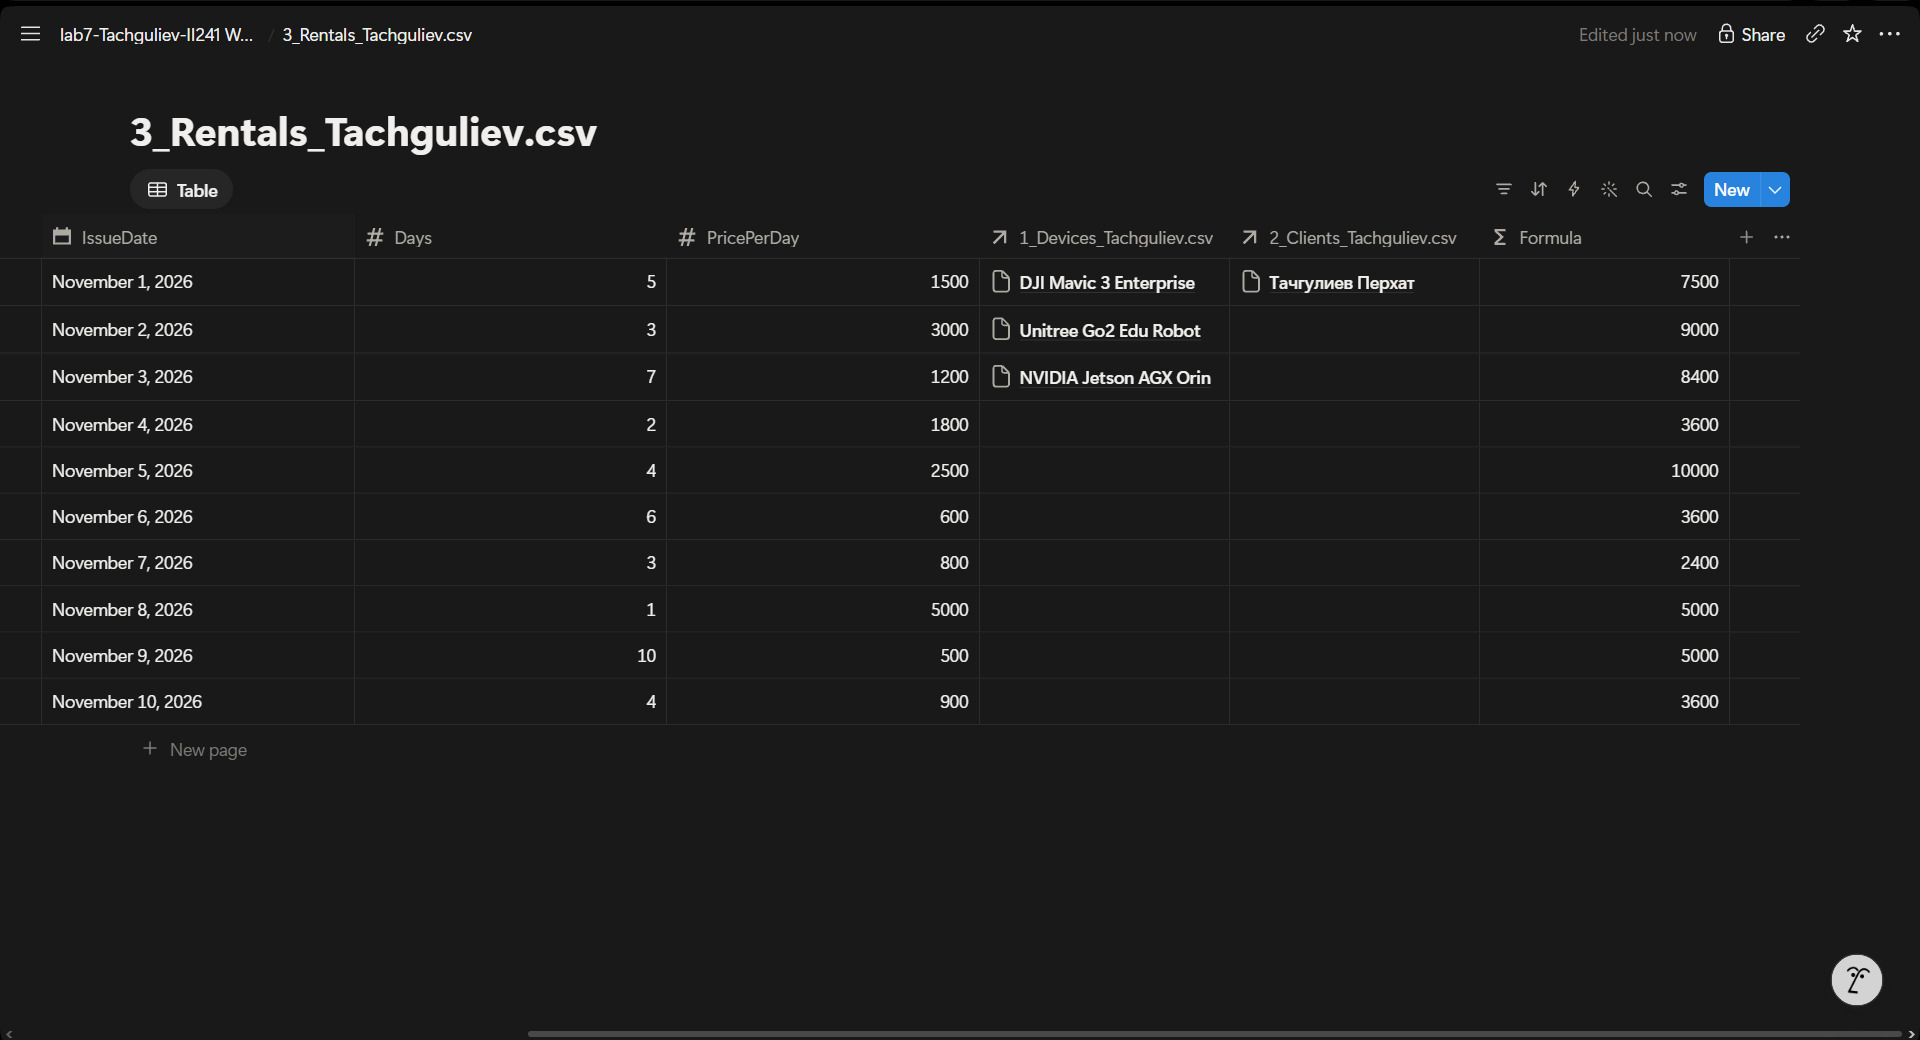 lab7-Tachguliev-II241 W... / 3_Rentals_Tachguliev.csv Edited just now Share
3_Rentals_Tachguliev.csv
Table New
IssueDate Days PricePerDay 1_Devices_Tachguliev.csv 2_Clients_Tachguliev.csv Formula
November 1, 2026 5 1500 DJI Mavic 3 Enterprise Тачгулиев Перхат 7500
November 2, 2026 3 3000 Unitree Go2 Edu Robot 9000
November 3, 2026 7 1200 NVIDIA Jetson AGX Orin 8400
November 4, 2026 2 1800 3600
November 5, 2026 4 2500 10000
November 6, 2026 6 600 3600
November 7, 2026 3 800 2400
November 8, 2026 1 5000 5000
November 9, 2026 10 500 5000
November 10, 2026 4 900 3600
New page